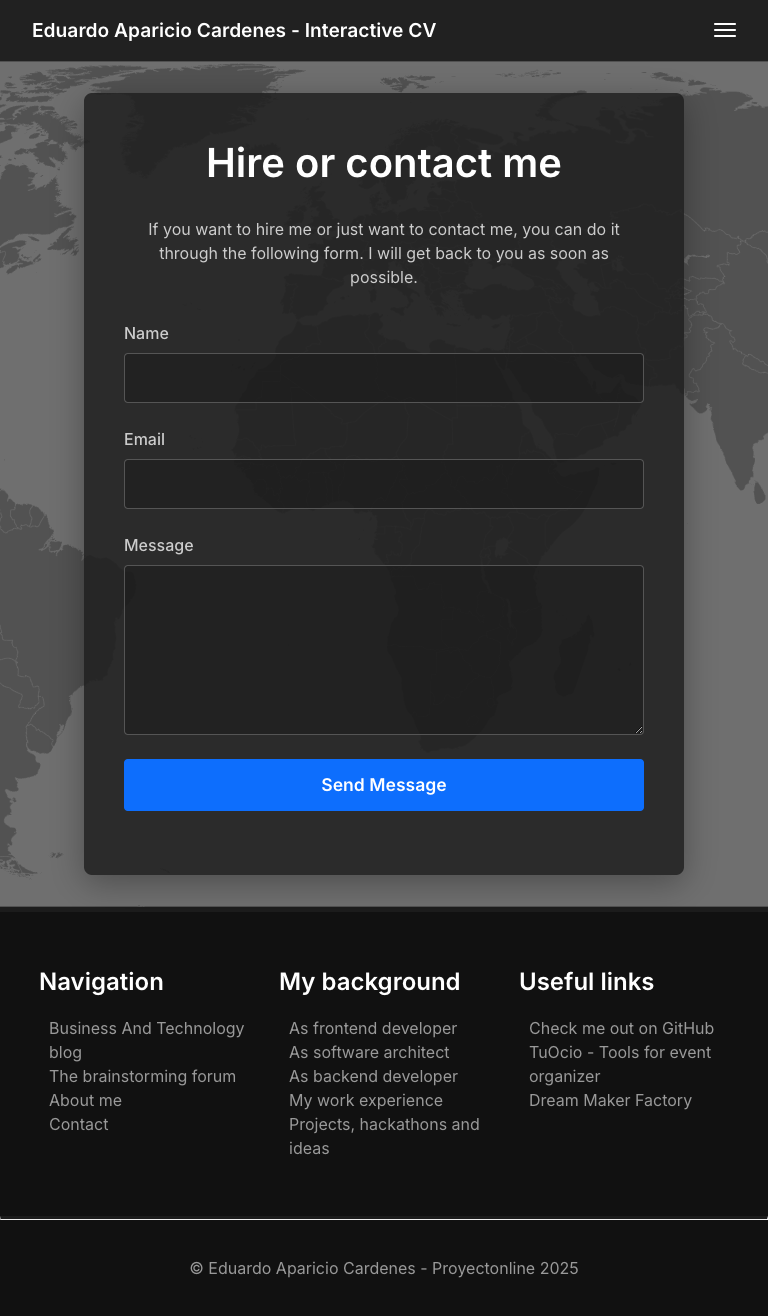 Eduardo Aparicio Cardenes - Interactive CV
Hire or contact me
If you want to hire me or just want to contact me, you can do it
through the following form. I will get back to you as soon as
possible.
Name
Email
Message
Send Message
Navigation
Business And Technology
blog
The brainstorming forum
About me
Contact
My background
As frontend developer
As software architect
As backend developer
My work experience
Projects, hackathons and
ideas
Useful links
Check me out on GitHub
TuOcio - Tools for event
organizer
Dream Maker Factory
© Eduardo Aparicio Cardenes - Proyectonline 2025